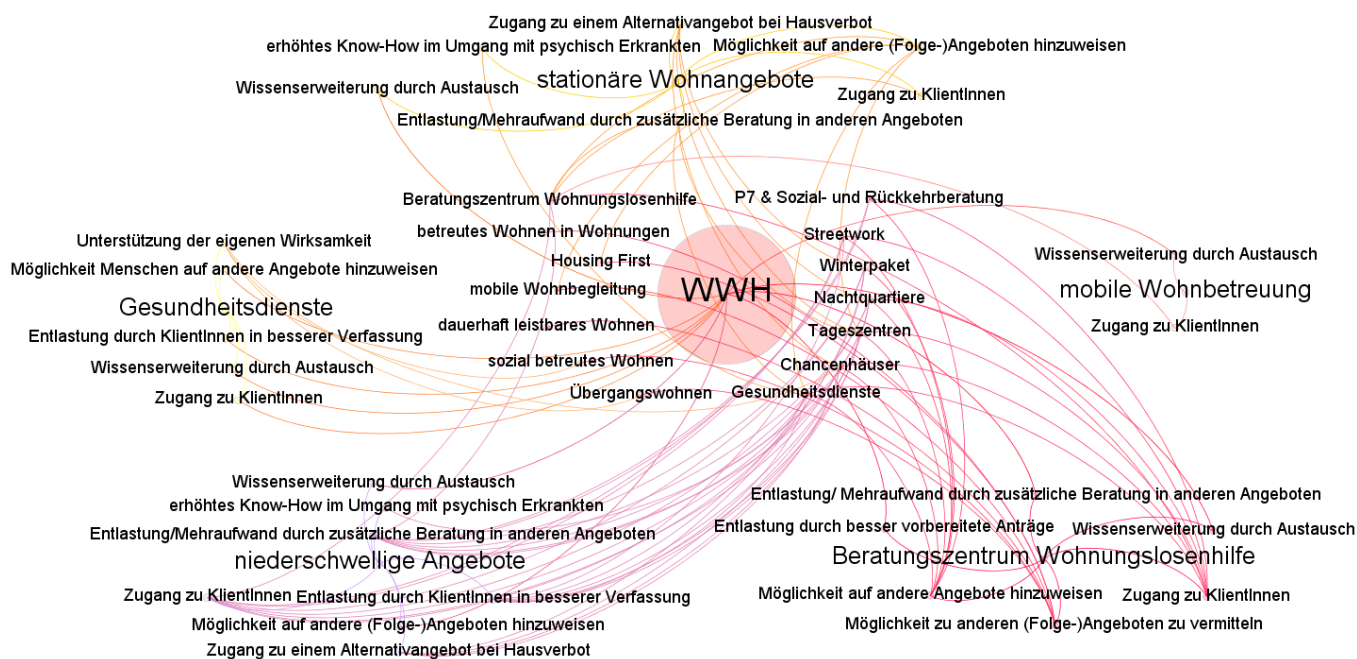 Zugang zu einem Alternativangebot bei Hausverbot
erhöhtes Know-How im Umgang mit psychisch Erkrankten
Möglichkeit auf andere (Folge-)Angeboten hinzuweisen
stationäre Wohnangebote
Wissenserweiterung durch Austausch
Zugang zu KlientInnen
Entlastung/Mehraufwand durch zusätzliche Beratung in anderen Angeboten
Beratungszentrum Wohnungslosenhilfe
betreutes Wohnen in Wohnungen
Housing First
mobile Wohnbegleitung
dauerhaft leistbares Wohnen
sozial betreutes Wohnen
Übergangswohnen
WWH
P7 & Sozial- und Rückkehrberatung
Streetwork
Winterpaket
Nachtquartiere
Tageszentren
Chancenhäuser
Gesundheitsdienste
Unterstützung der eigenen Wirksamkeit
Möglichkeit Menschen auf andere Angebote hinzuweisen
Gesundheitsdienste
Entlastung durch KlientInnen in besserer Verfassung
Wissenserweiterung durch Austausch
Zugang zu KlientInnen
Wissenserweiterung durch Austausch
mobile Wohnbetreuung
Zugang zu KlientInnen
Wissenserweiterung durch Austausch
erhöhtes Know-How im Umgang mit psychisch Erkrankten
Entlastung/Mehraufwand durch zusätzliche Beratung in anderen Angeboten
niederschwellige Angebote
Zugang zu KlientInnen
Entlastung durch KlientInnen in besserer Verfassung
Möglichkeit auf andere (Folge-)Angeboten hinzuweisen
Zugang zu einem Alternativangebot bei Hausverbot
Entlastung/ Mehraufwand durch zusätzliche Beratung in anderen Angeboten
Entlastung durch besser vorbereitete Anträge
Wissenserweiterung durch Austausch
Beratungszentrum Wohnungslosenhilfe
Möglichkeit auf andere Angebote hinzuweisen
Zugang zu KlientInnen
Möglichkeit zu anderen (Folge-)Angeboten zu vermitteln